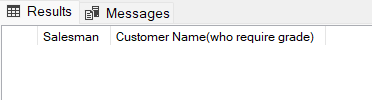 Results Messages
Salesman Customer Name(who require grade)